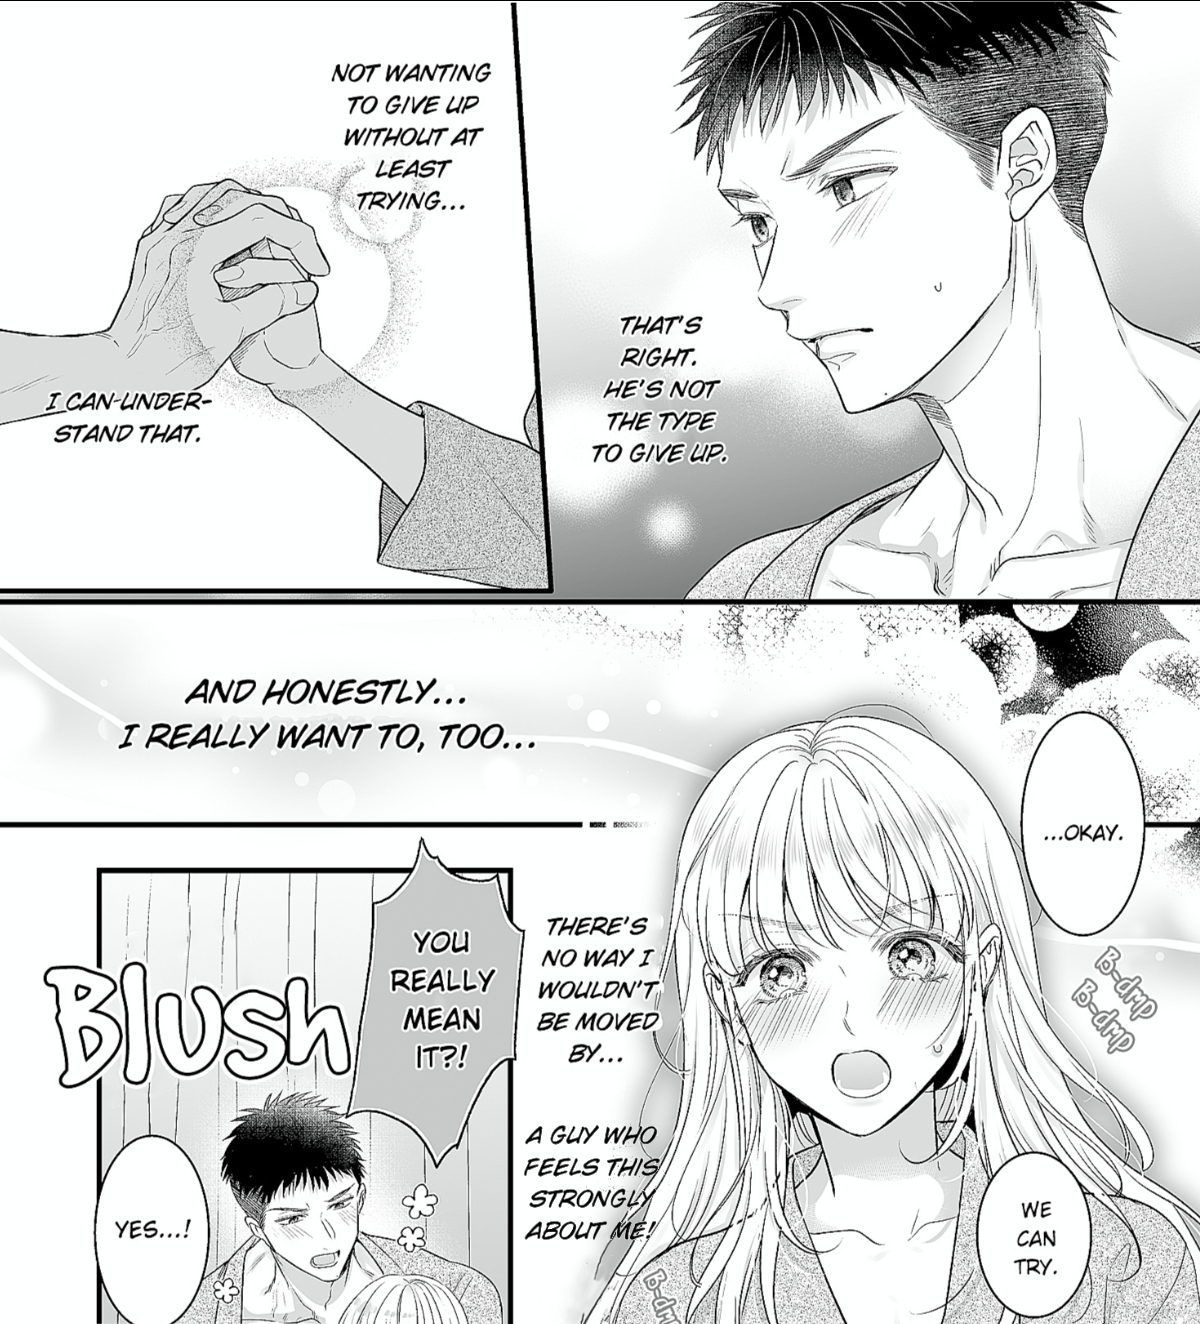 THAT'S
RIGHT.
HE'S NOT
THE TYPE
TO GIVE UP.
NOT WANTING
TO GIVE UP
WITHOUT AT
LEAST
TRYING...
I CAN UNDER-
STAND THAT.
AND HONESTLY...
I REALLY WANT TO, TOO...
...OKAY.
B-dmp
B-dmp
WE
CAN
TRY.
THERE'S
NO WAY I
WOULDN'T
BE MOVED
BY...
A GUY WHO
FEELS THIS
STRONGLY
ABOUT ME!
B-dmp
YOU
REALLY
MEAN
IT?!
Blush
YES...!